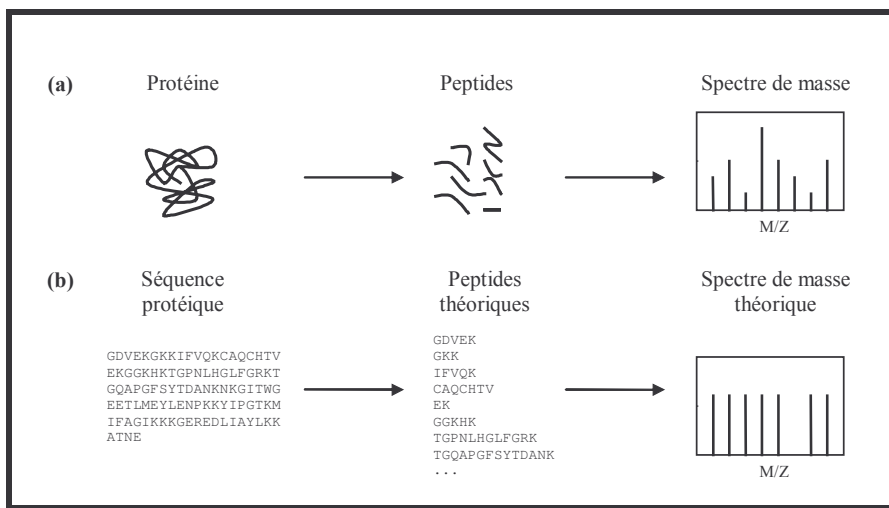 (a) Protéine Peptides Spectre de masse
M/Z
(b) Séquence protéique Peptides théoriques Spectre de masse théorique
GDVEKGKKIFVQKCAQCHTV
EKGGKHKTGPNLHGLFGRKT
GQAPGFSYTDANKNKGITWG
EETLMEYLENPKKYIPGTKM
IFAGIKKKGEREDLIAYLKK
ATNE
GDVEK
GKK
IFVQK
CAQCHTV
EK
GGKHK
TGPNLHGLFGRK
TGQAPGFSYTDANK
...
M/Z